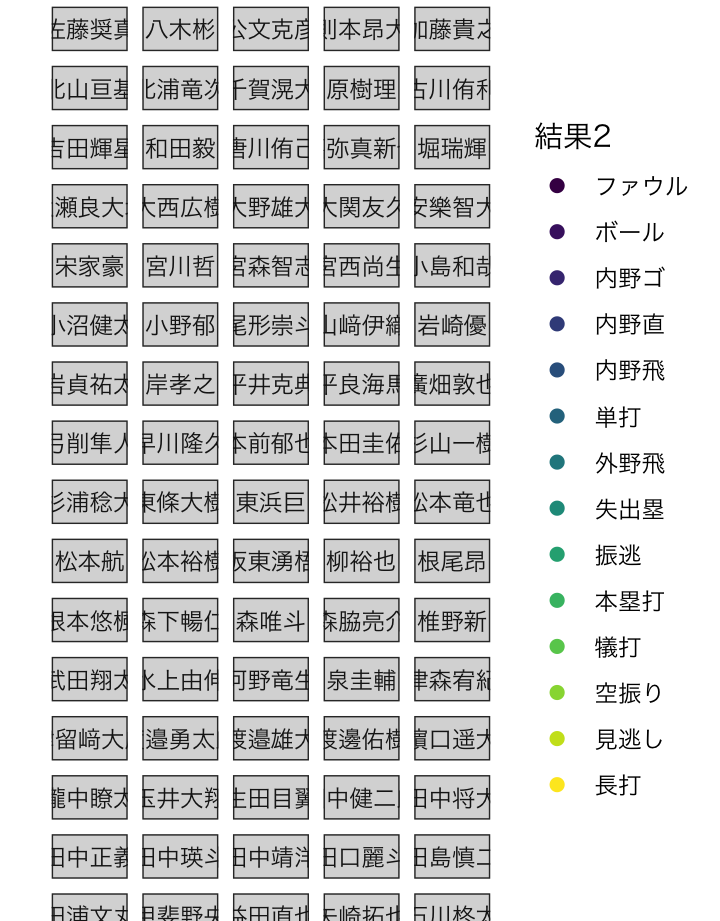 佐藤奨真 八木彬 公文克彦 則本昂大 加藤貴之
北山亘基 北浦竜次 千賀滉大 原樹理 古川侑利
吉田輝星 和田毅 唐川侑己 弥真新 堀瑞輝
瀬良大 大西広樹 大野雄大 大関友久 安樂智大
宋家豪 宮川哲 宮森智志 宮西尚生 小島和哉
小沼健太 小野郁 尾形崇斗 山﨑伊織 岩崎優
岩貞祐太 岸孝之 平井克典 平良海馬 廣畑敦也
弓削隼人 早川隆久 本前郁也 本田圭佑 杉山一樹
杉浦稔大 東條大樹 東浜巨 松井裕樹 松本竜也
松本航 松本裕樹 坂東湧梧 柳裕也 根尾昂
根本悠楓 森下暢仁 森唯斗 森脇亮介 椎野新
武田翔太 水上由伸 河野竜生 泉圭輔 津森宥紀
留﨑大 邉勇太 渡邉雄大 渡邊佑樹 濵口遥大
瀧中瞭太 玉井大翔 生田目翼 中健二 田中将大
田中正義 田中瑛斗 田中靖洋 田口麗斗 田島慎二
結果2
ファウル
ボール
内野ゴ
内野直
内野飛
単打
外野飛
失出塁
振逃
本塁打
犠打
空振り
見逃し
長打